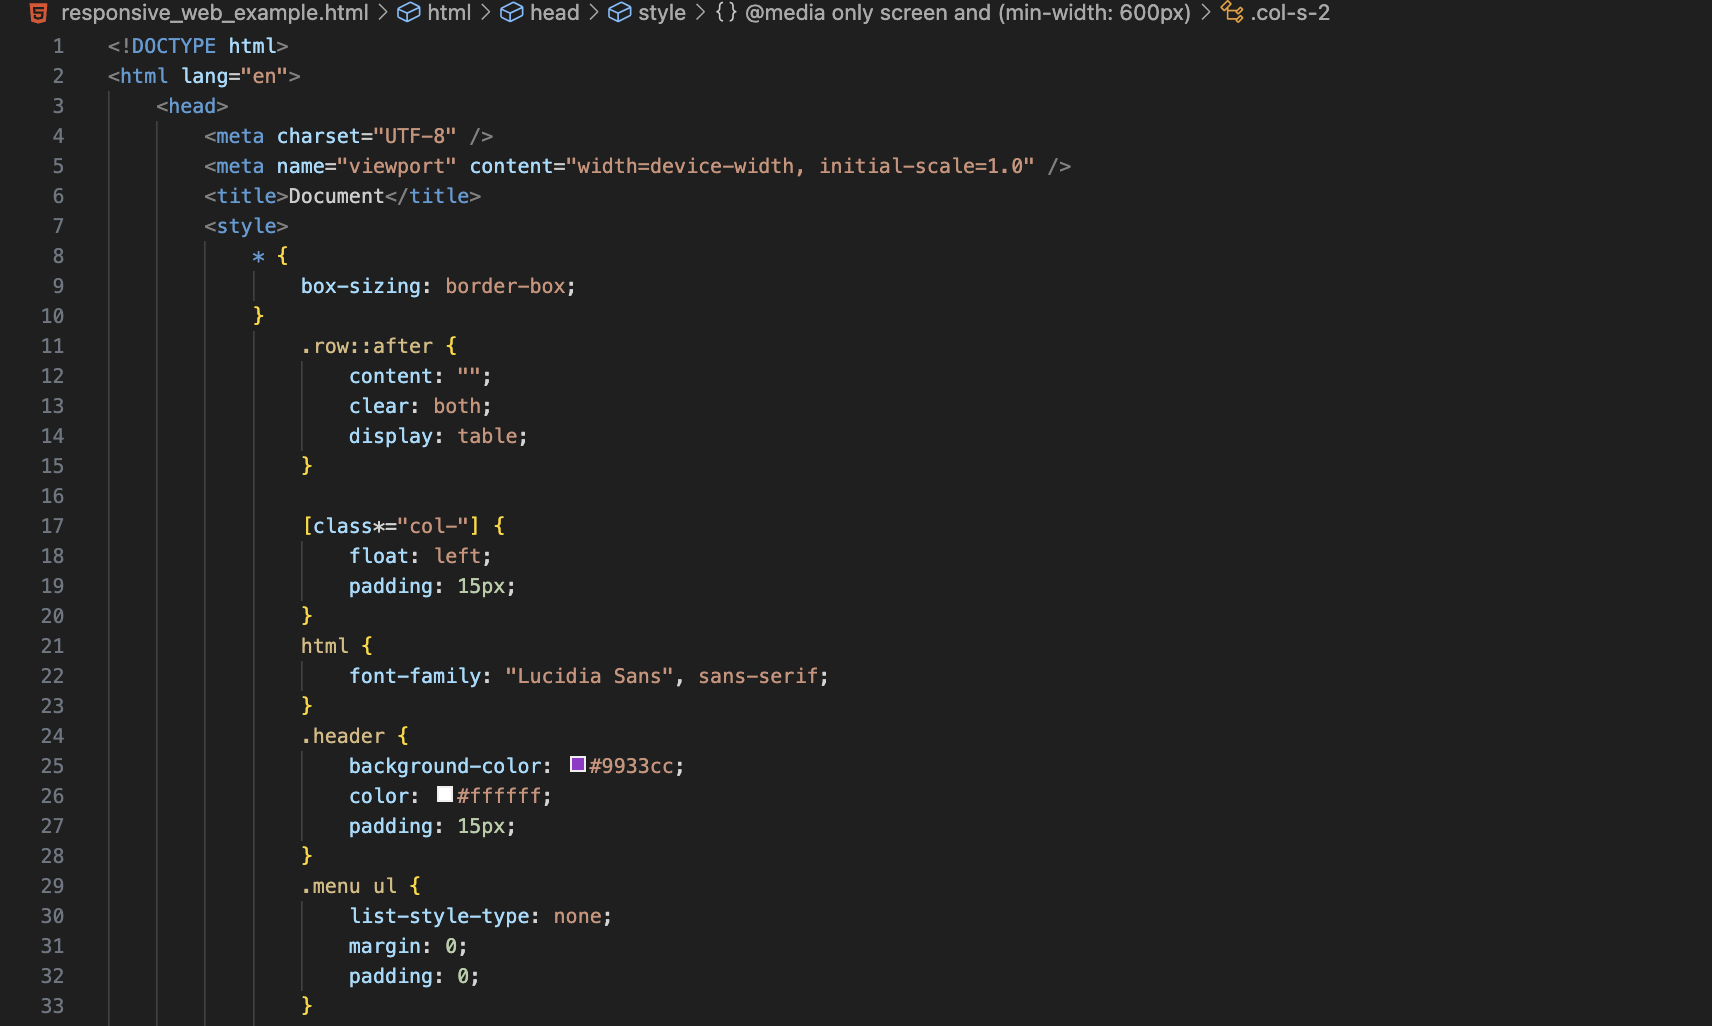 responsive_web_example.html > html > head > style > {} @media only screen and (min-width: 600px) > .col-s-2
1 <!DOCTYPE html>
2 <html lang="en">
3 <head>
4 <meta charset="UTF-8" />
5 <meta name="viewport" content="width=device-width, initial-scale=1.0" />
6 <title>Document</title>
7 <style>
8 * {
9 box-sizing: border-box;
10 }
11 .row::after {
12 content: "";
13 clear: both;
14 display: table;
15 }
16
17 [class*="col-"] {
18 float: left;
19 padding: 15px;
20 }
21 html {
22 font-family: "Lucidia Sans", sans-serif;
23 }
24 .header {
25 background-color: #9933cc;
26 color: #ffffff;
27 padding: 15px;
28 }
29 .menu ul {
30 list-style-type: none;
31 margin: 0;
32 padding: 0;
33 }